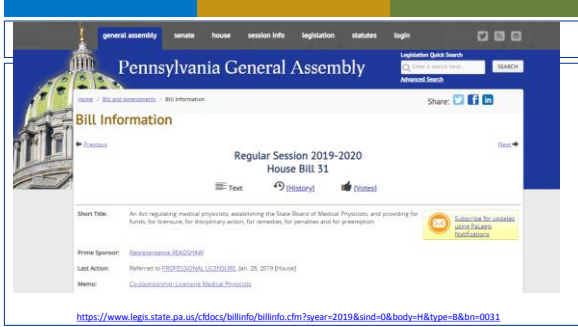 general assembly senate house session info legislation statutes login
Legislation Quick Search
Pennsylvania General Assembly
Enter a search term... SEARCH
Advanced Search
Home / Bill and Amendments / Bill Information
Share:
Bill Information
Previous Next
Regular Session 2019-2020
House Bill 31
Text [History] [Votes]
Short Title: An Act regulating medical physicists; establishing the State Board of Medical Physicists; and providing for
funds, for licensure, for disciplinary action, for remedies, for penalties and for preemption.
Subscribe for updates
using PaLegis
Notifications
Prime Sponsor: Representative READSHAW
Last Action: Referred to PROFESSIONAL LICENSURE, Jan. 28, 2019 [House]
Memo: Co-sponsorship: Licensing Medical Physicists
https://www.legis.state.pa.us/cfdocs/billinfo/billinfo.cfm?syear=2019&sind=0&body=H&type=B&bn=0031